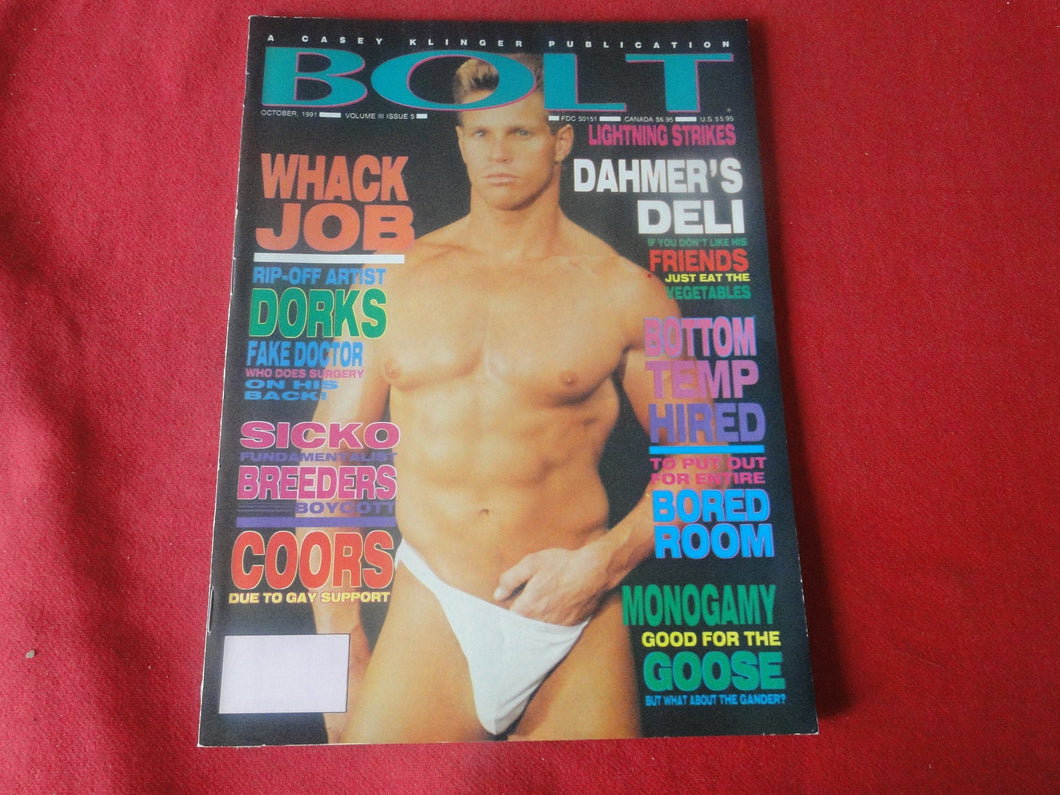 A CASEY KLINGER PUBLICATION
BOLT
OCTOBER, 1991 VOLUME III ISSUE 5 FDC 50151 CANADA $6.95 U.S. $5.95
LIGHTNING STRIKES
WHACK
JOB
RIP-OFF ARTIST
DORKS
FAKE DOCTOR
WHO DOES SURGERY
ON HIS
BACK!
SICKO
FUNDAMENTALIST
BREEDERS
BOYCOTT
COORS
DUE TO GAY SUPPORT
DAHMER'S
DELI
IF YOU DON'T LIKE HIS
FRIENDS
JUST EAT THE
VEGETABLES
BOTTOM
TEMP
HIRED
TO PUT OUT
FOR ENTIRE
BORED
ROOM
MONOGAMY
GOOD FOR THE
GOOSE
BUT WHAT ABOUT THE GANDER?